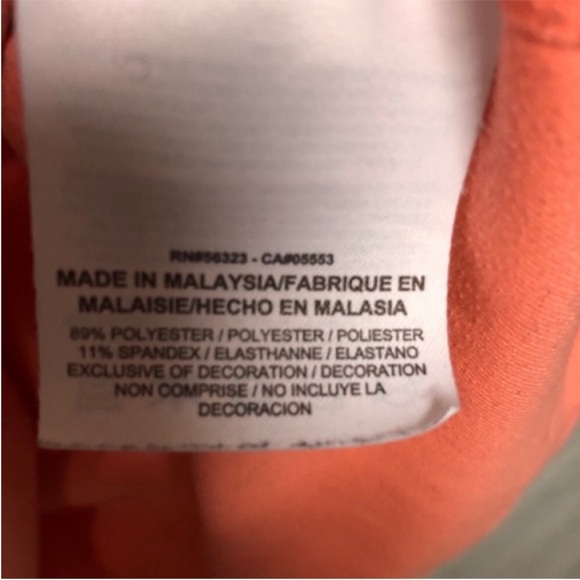 RN#56323 - CA#05553
MADE IN MALAYSIA/FABRIQUE EN
MALAISIE/HECHO EN MALASIA
89% POLYESTER / POLYESTER / POLIESTER
11% SPANDEX / ELASTHANNE / ELASTANO
EXCLUSIVE OF DECORATION / DECORATION
NON COMPRISE / NO INCLUYE LA
DECORACION